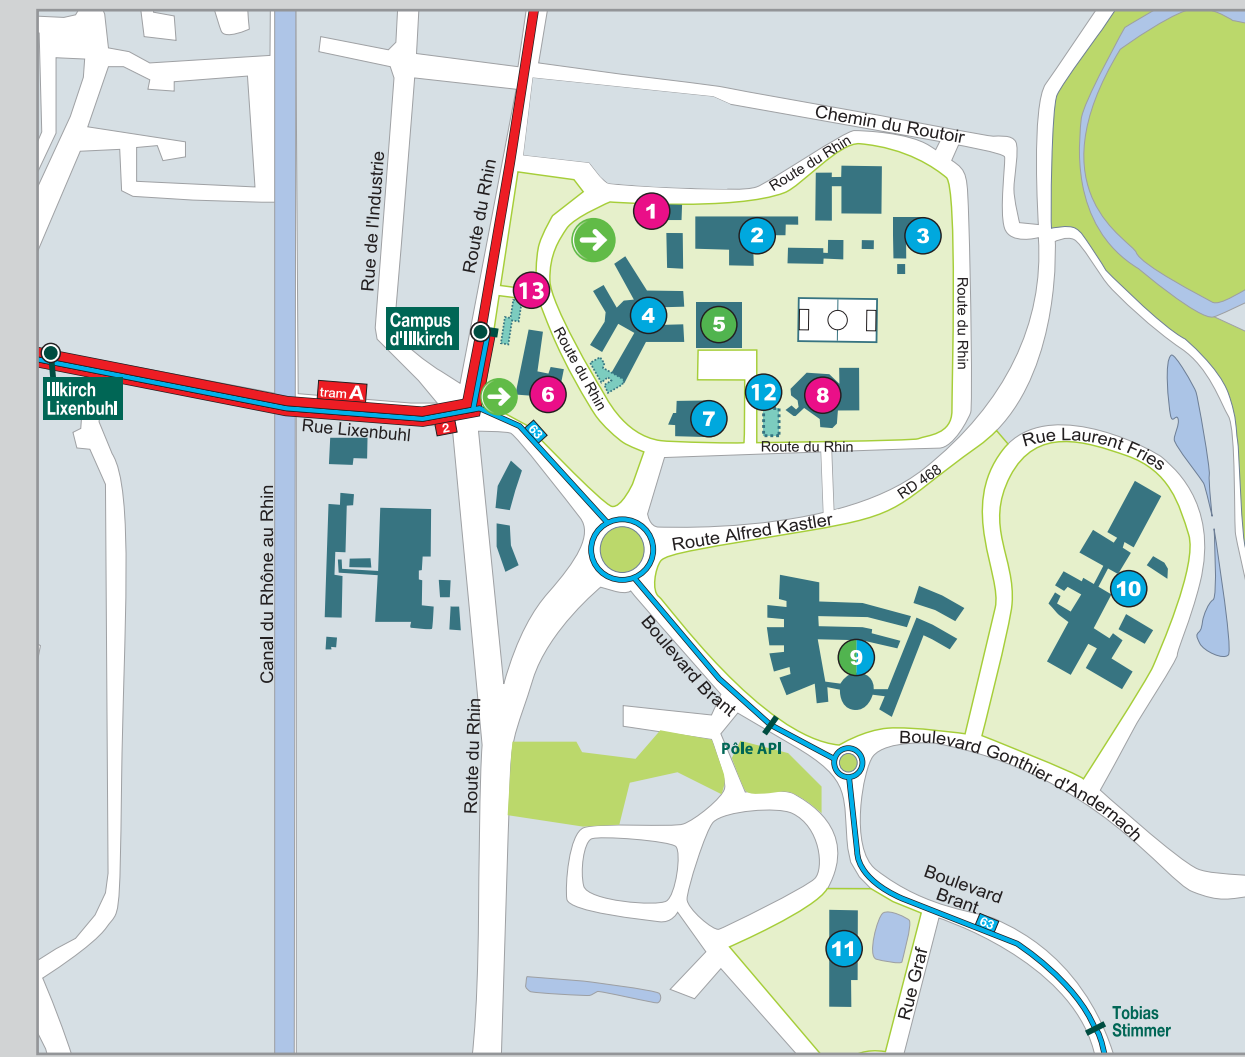 Chemin du Routoir
Route du Rhin
Rue de l'Industrie
Route du Rhin
1
2
3
13
4
5
Route du Rhin
Campus
d'Illkirch
Route du Rhin
Illkirch
Lixenbuhl
tram A
6
12
8
7
2
Rue Lixenbuhl
63
Route du Rhin
Rue Laurent Fries
RD 468
Route Alfred Kastler
Canal du Rhône au Rhin
10
9
Boulevard Brant
Route du Rhin
Pôle API
Boulevard Gonthier d'Andernach
Boulevard
Brant
63
11
Rue Graf
Tobias
Stimmer